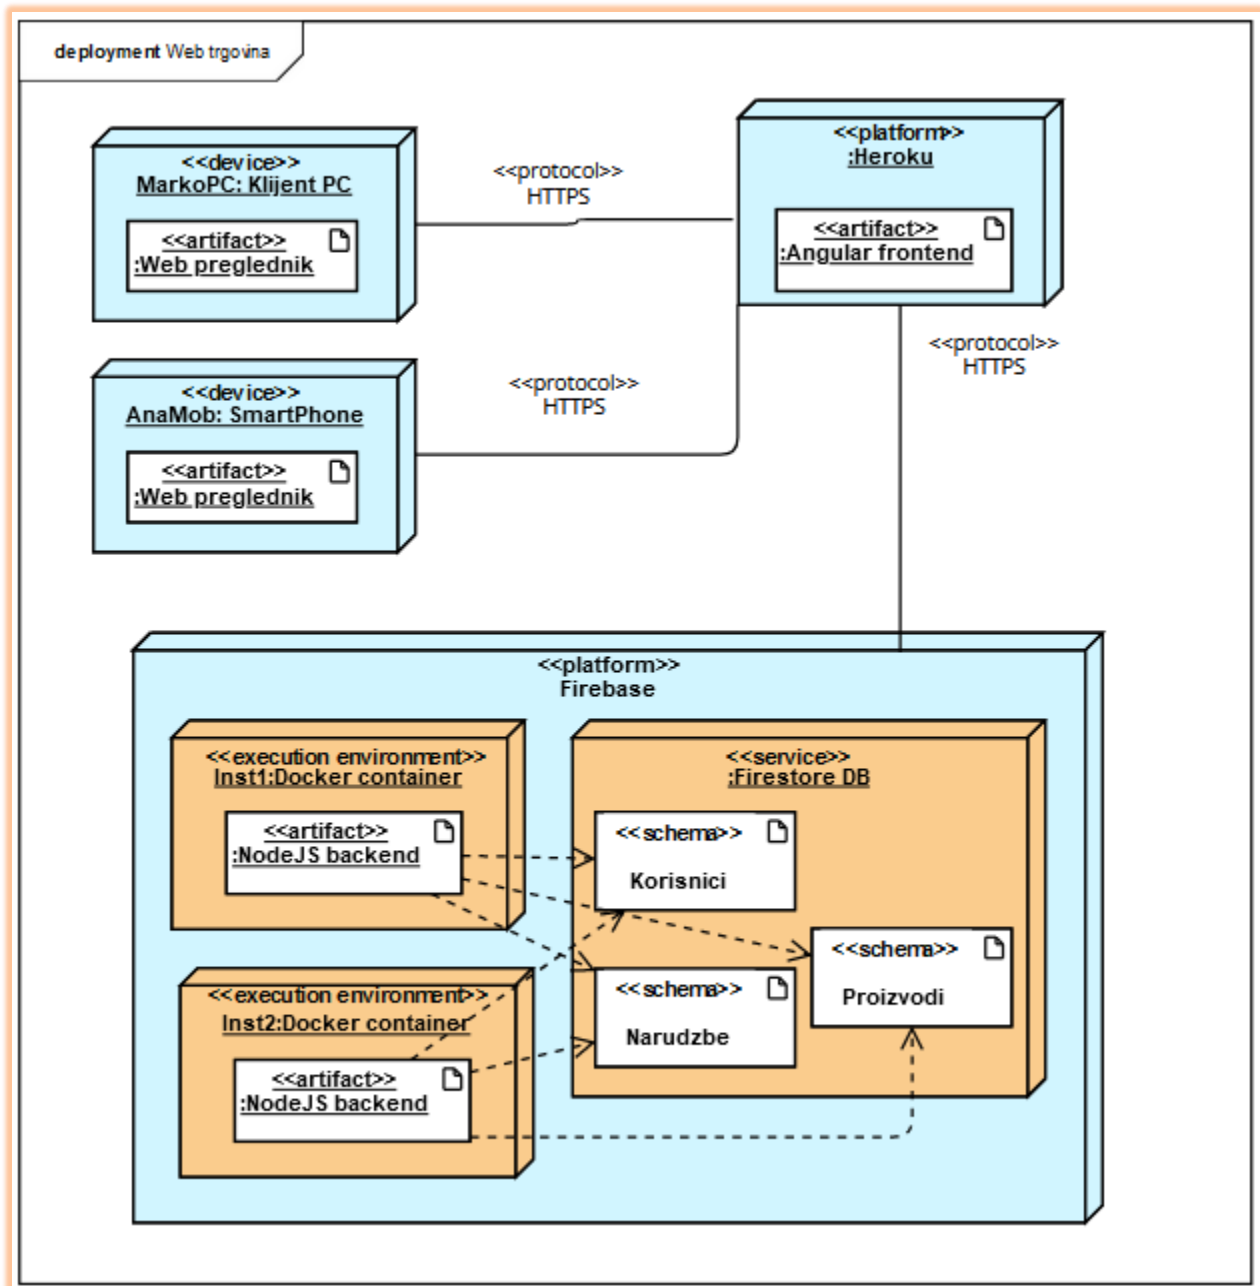 deployment Web trgovina
<<device>>
MarkoPC: Klijent PC
<<artifact>>
:Web preglednik
<<protocol>>
HTTPS
<<platform>>
:Heroku
<<artifact>>
:Angular frontend
<<device>>
AnaMob: SmartPhone
<<artifact>>
:Web preglednik
<<protocol>>
HTTPS
<<protocol>>
HTTPS
<<platform>>
Firebase
<<execution environment>>
Inst1:Docker container
<<artifact>>
:NodeJS backend
<<service>>
:Firestore DB
<<schema>>
Korisnici
<<schema>>
Proizvodi
<<schema>>
Narudzbe
<<execution environment>>
Inst2:Docker container
<<artifact>>
:NodeJS backend